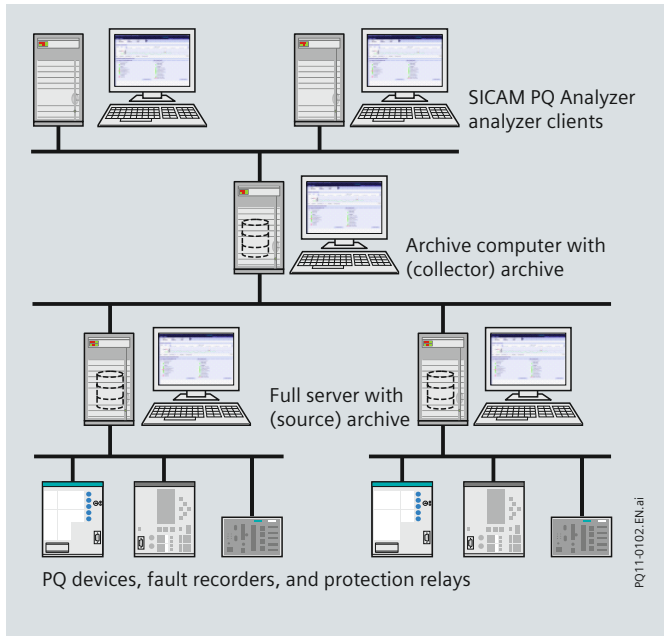 SICAM PQ Analyzer
analyzer clients
Archive computer with
(collector) archive
Full server with
(source) archive
PQ devices, fault recorders, and protection relays
PQ11-0102.EN.ai